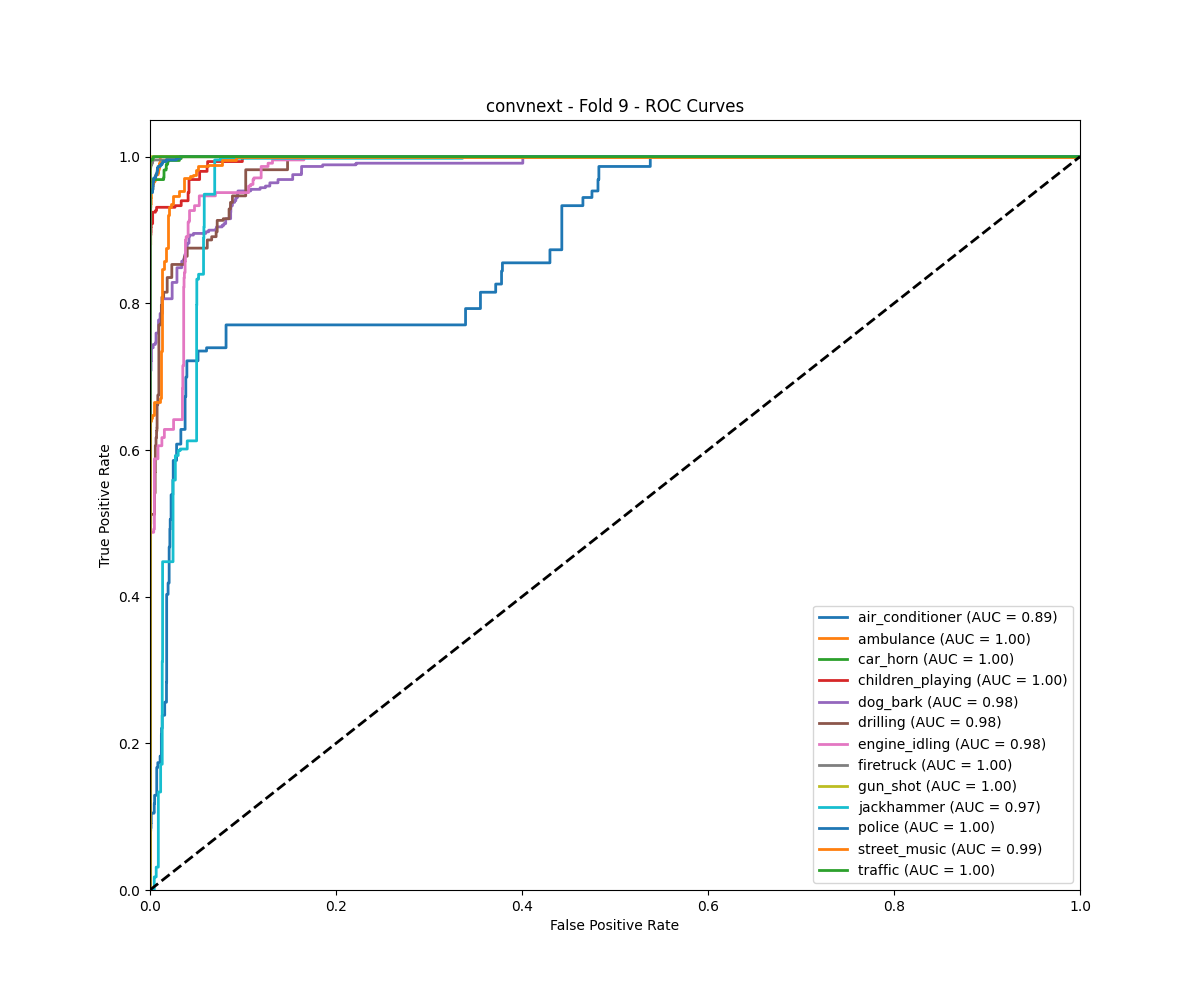 convnext - Fold 9 - ROC Curves
True Positive Rate
1.0
0.8
0.6
0.4
0.2
0.0
0.0 0.2 0.4 0.6 0.8 1.0
False Positive Rate
air_conditioner (AUC = 0.89)
ambulance (AUC = 1.00)
car_horn (AUC = 1.00)
children_playing (AUC = 1.00)
dog_bark (AUC = 0.98)
drilling (AUC = 0.98)
engine_idling (AUC = 0.98)
firetruck (AUC = 1.00)
gun_shot (AUC = 1.00)
jackhammer (AUC = 0.97)
police (AUC = 1.00)
street_music (AUC = 0.99)
traffic (AUC = 1.00)